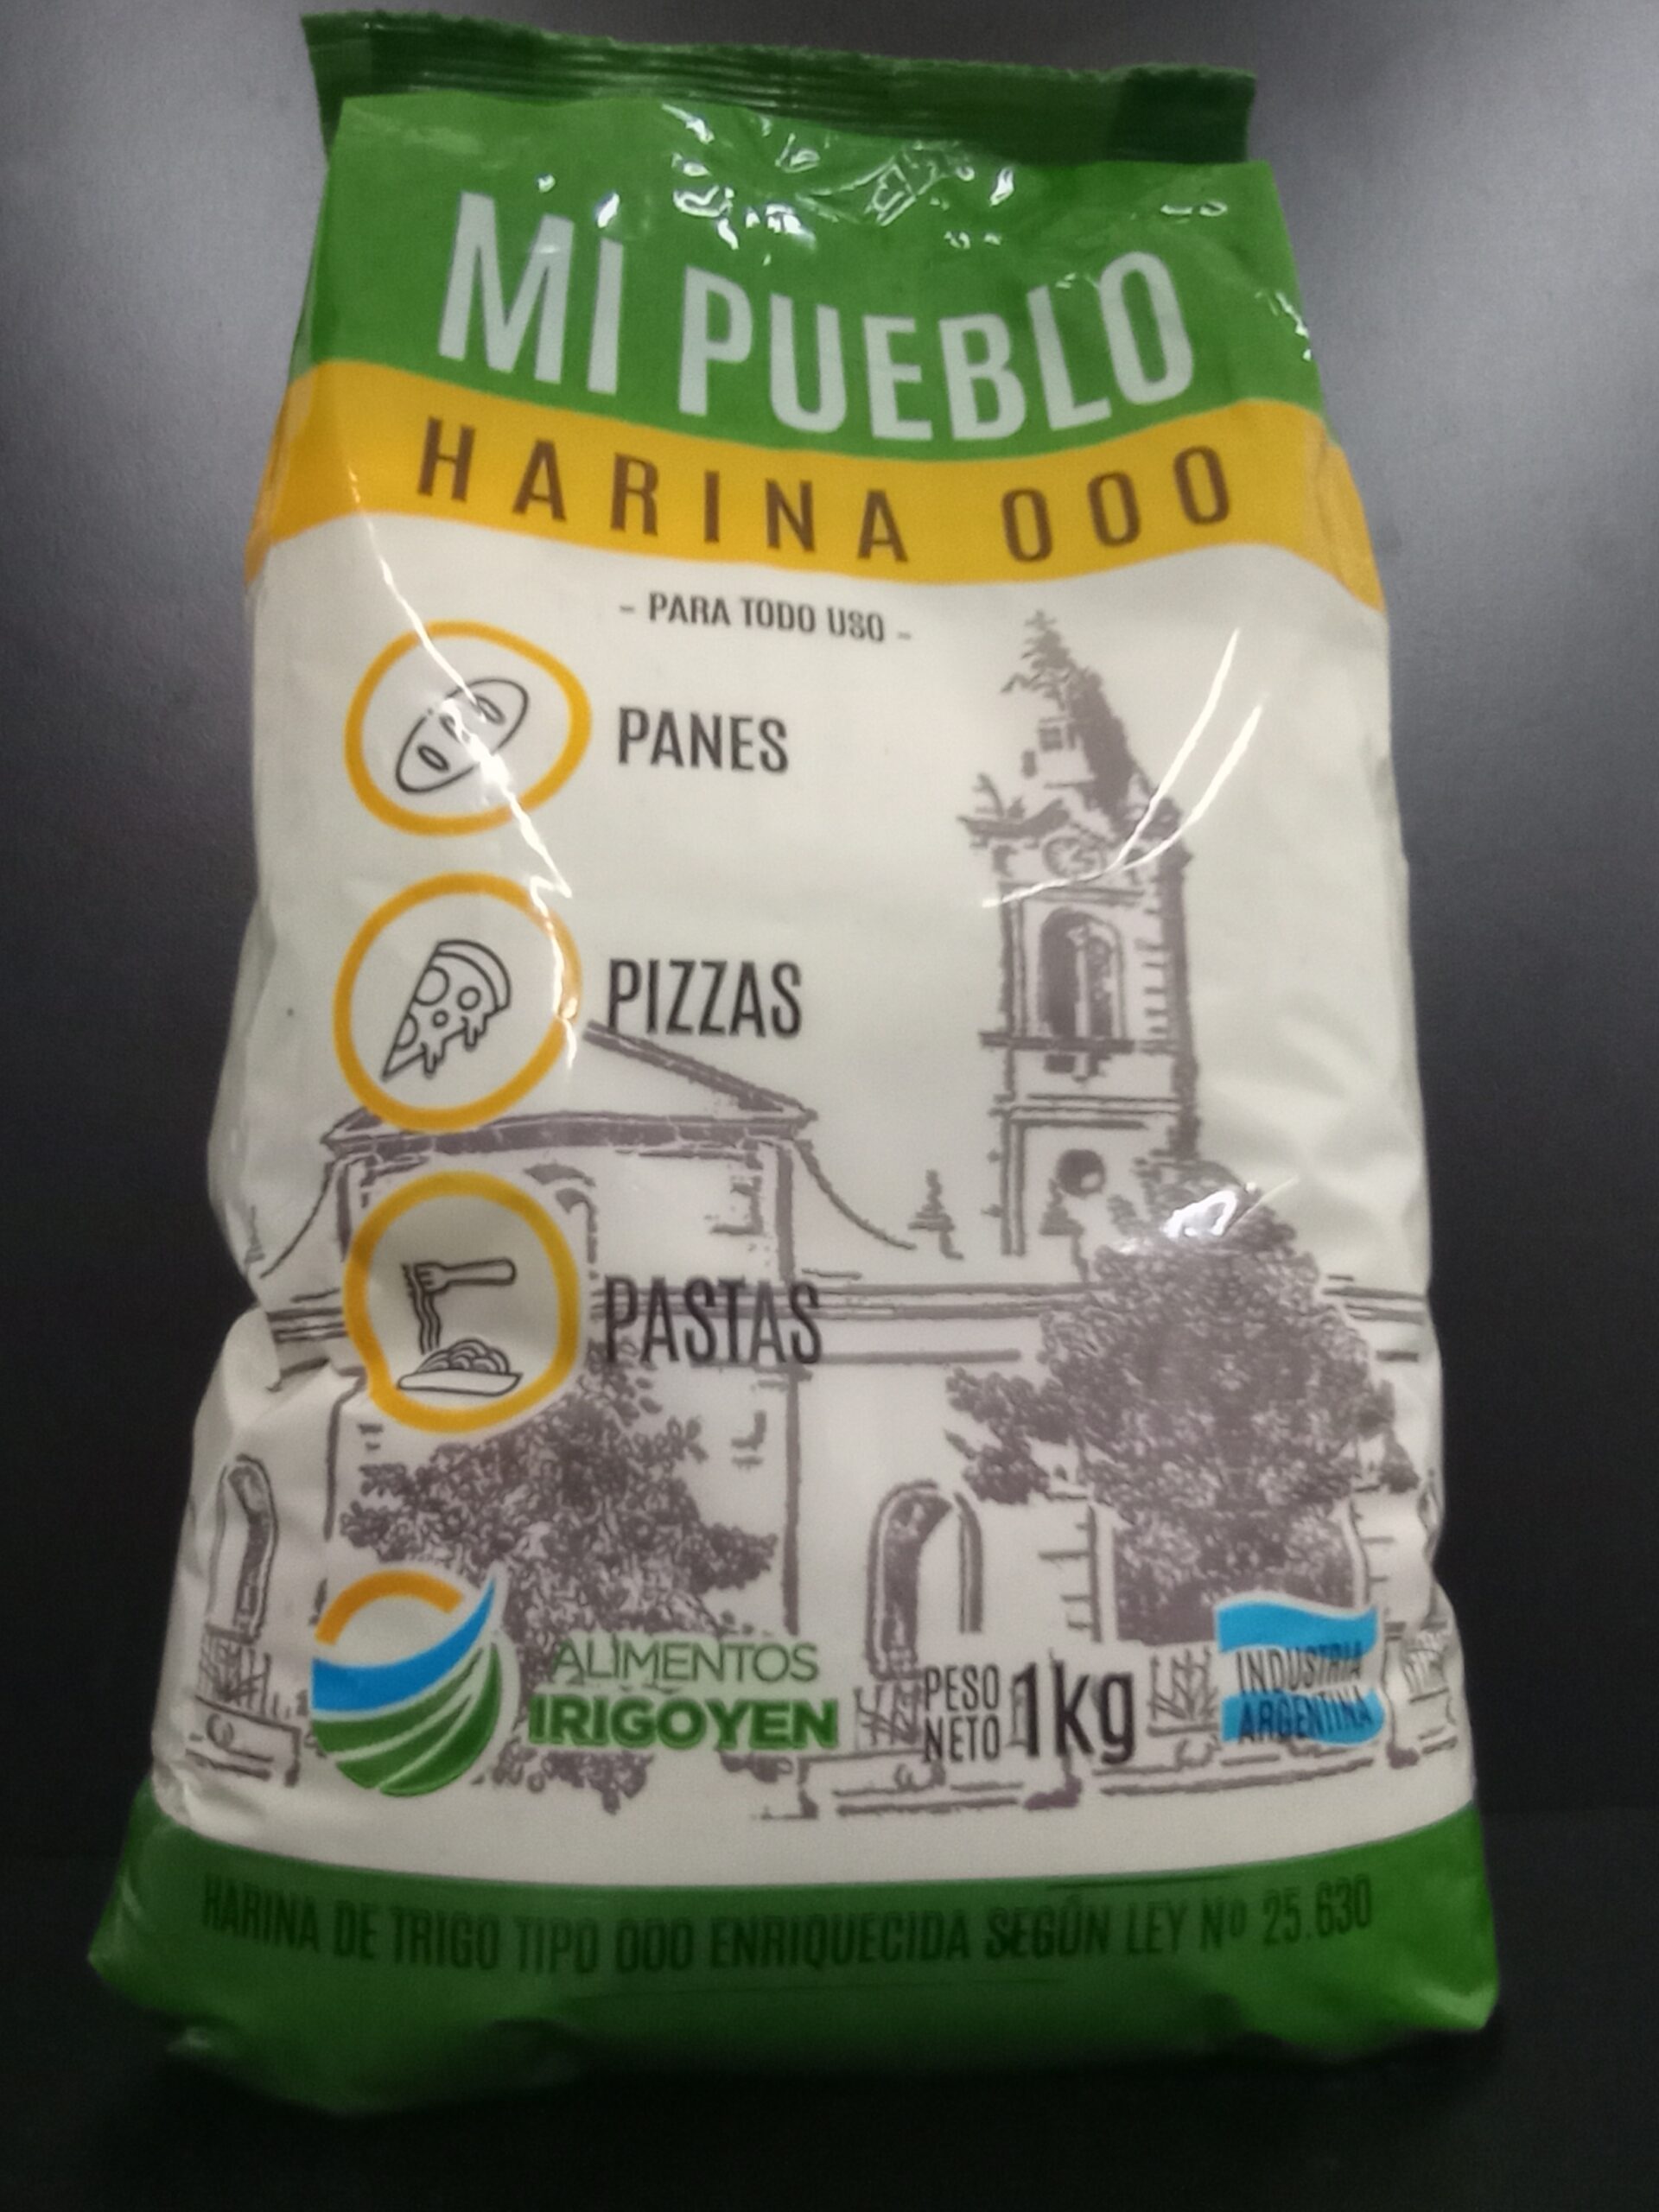 MI PUEBLO
HARINA 000
- PARA TODO USO -
PANES
PIZZAS
PASTAS
ALIMENTOS
IRIGOYEN
PESO
NETO
1kg
INDUSTRIA
ARGENTINA
HARINA DE TRIGO TIPO 000 ENRIQUECIDA SEGÚN LEY Nº 25.630